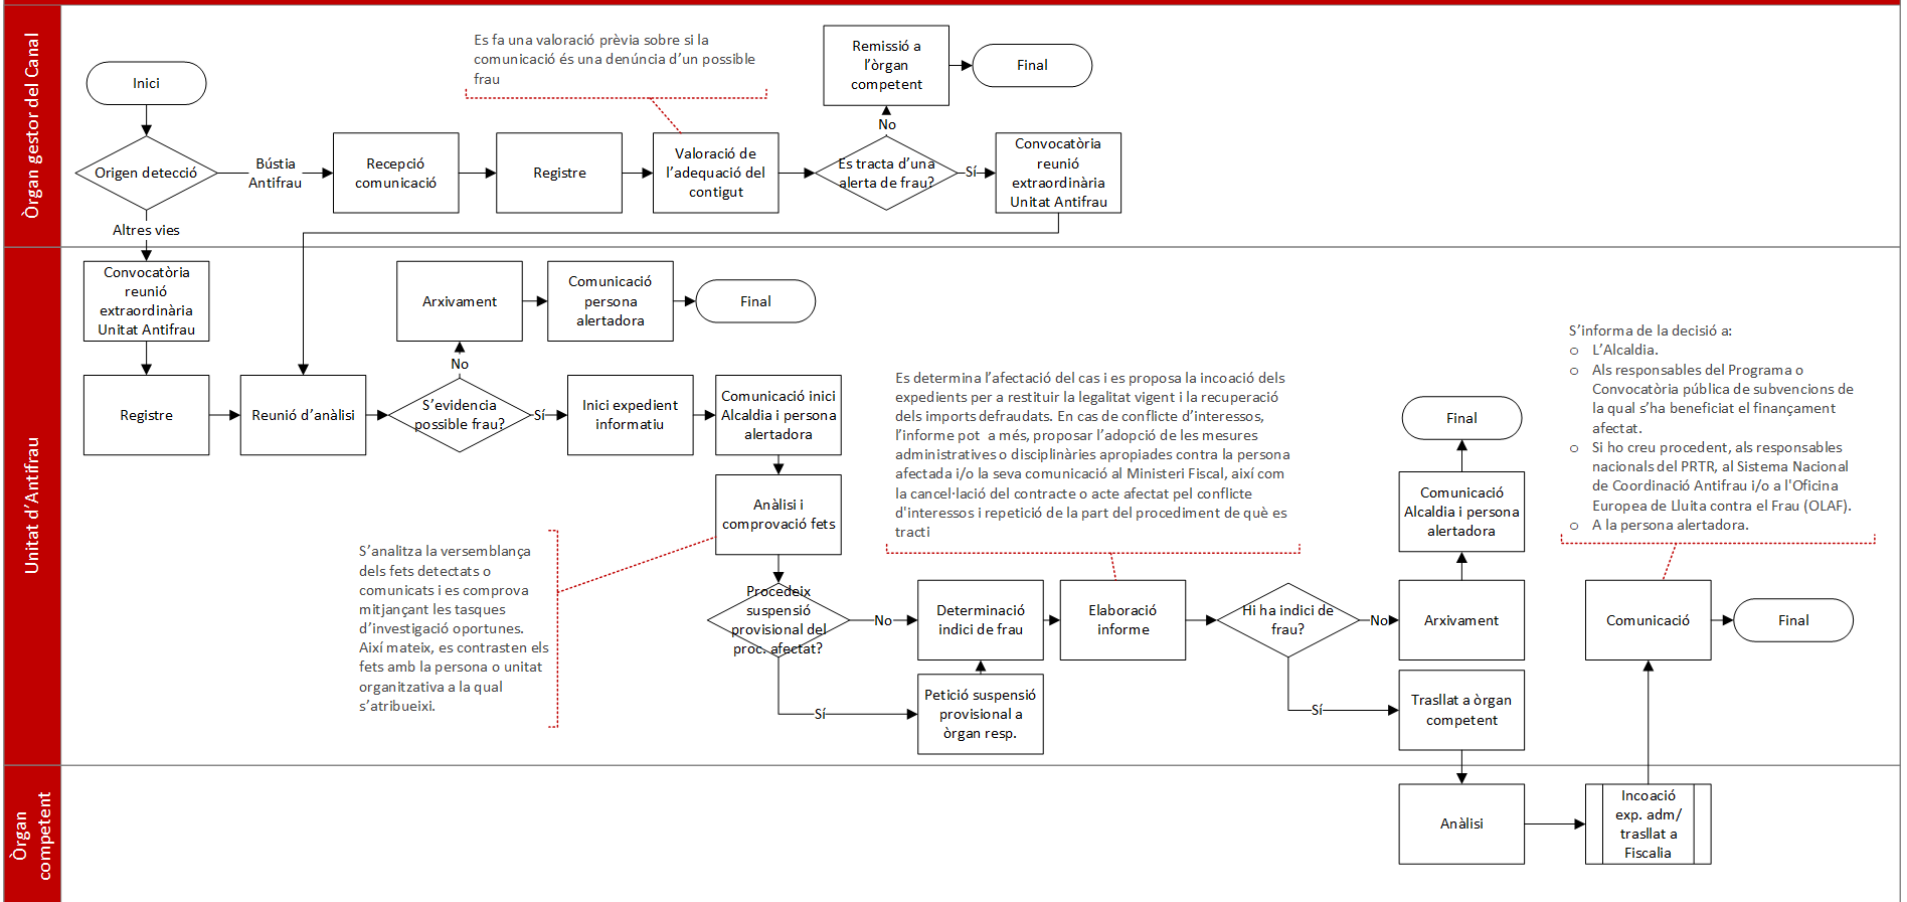 Òrgan gestor del Canal
Inici
Origen detecció
Bústia
Antifrau
Altres vies
Recepció
comunicació
Registre
Es fa una valoració prèvia sobre si la
comunicació és una denúncia d’un possible
frau
Valoració de
l’adequació del
contigut
Es tracta d’una
alerta de frau?
No
Remissió a
l’òrgan
competent
Final
Sí
Convocatòria
reunió
extraordinària
Unitat Antifrau
Unitat d’Antifrau
Convocatòria
reunió
extraordinària
Unitat Antifrau
Registre
Reunió d’anàlisi
S’evidencia
possible frau?
No
Arxivament
Comunicació
persona
alertadora
Final
Sí
Inici expedient
informatiu
Comunicació inici
Alcaldia i persona
alertadora
Anàlisi i
comprovació fets
S’analitza la versemblança
dels fets detectats o
comunicats i es comprova
mitjançant les tasques
d’investigació oportunes.
Així mateix, es contrasten els
fets amb la persona o unitat
organitzativa a la qual
s’atribueixi.
Procedeix
suspensió
provisional del
proc. afectat?
No
Sí
Petició suspensió
provisional a
òrgan resp.
Determinació
indici de frau
Es determina l’afectació del cas i es proposa la incoació dels
expedients per a restituir la legalitat vigent i la recuperació
dels imports defraudats. En cas de conflicte d’interessos,
l’informe pot  a més, proposar l’adopció de les mesures
administratives o disciplinàries apropiades contra la persona
afectada i/o la seva comunicació al Ministeri Fiscal, així com
la cancel·lació del contracte o acte afectat pel conflicte
d'interessos i repetició de la part del procediment de què es
tracti
Elaboració
informe
Hi ha indici de
frau?
No
Arxivament
Comunicació
Alcaldia i persona
alertadora
Final
Sí
Trasllat a òrgan
competent
S’informa de la decisió a:
o L’Alcaldia.
o Als responsables del Programa o
Convocatòria pública de subvencions de
la qual s’ha beneficiat el finançament
afectat.
o Si ho creu procedent, als responsables
nacionals del PRTR, al Sistema Nacional
de Coordinació Antifrau i/o a l'Oficina
Europea de Lluita contra el Frau (OLAF).
o A la persona alertadora.
Comunicació
Final
Òrgan
competent
Anàlisi
Incoació
exp. adm/
trasllat a
Fiscalia